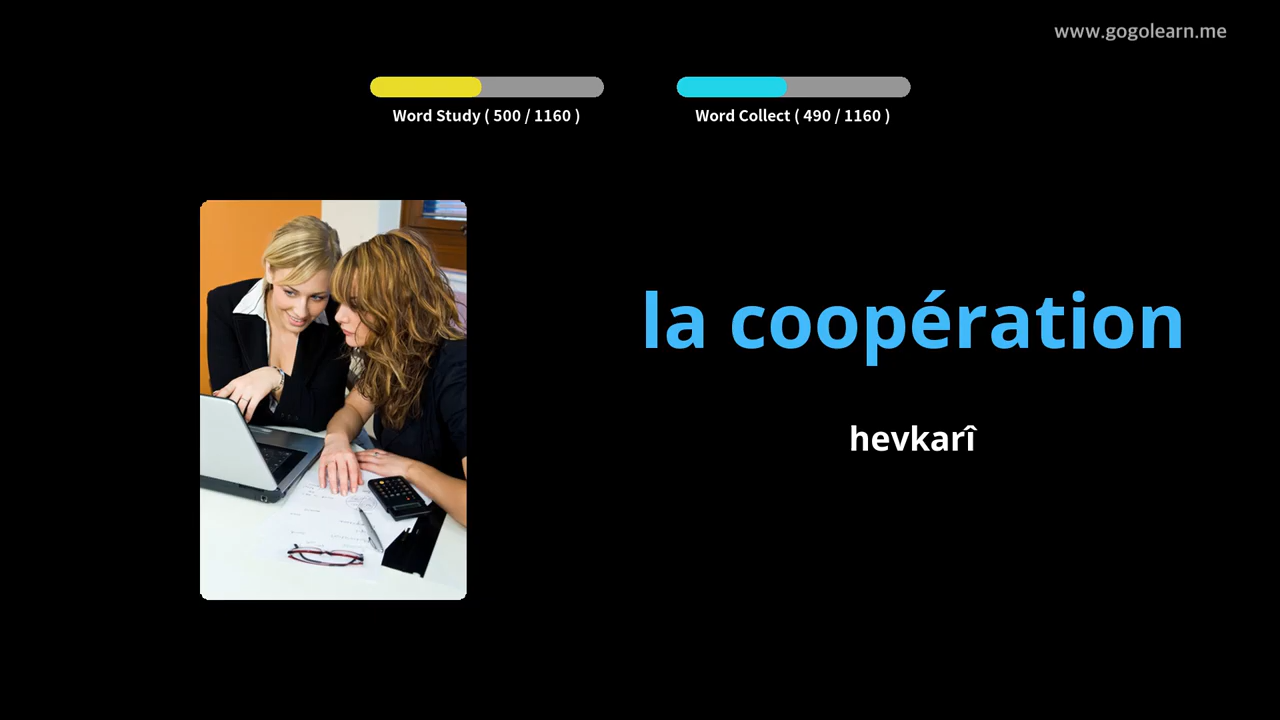 www.gogolearn.me
Word Study ( 500 / 1160 )
Word Collect ( 490 / 1160 )
la coopération
hevkarî